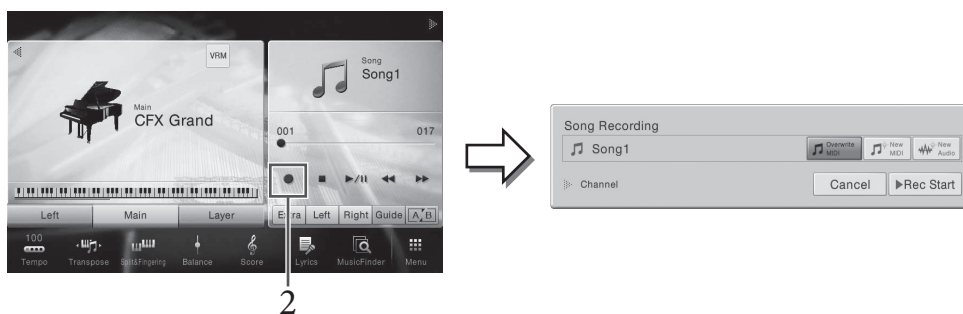 VRM
Song
Song1
Main
CFX Grand
001
017
Left
Main
Layer
Extra
Left
Right
Guide
A
B
100
Tempo
Transpose
Split&Fingering
Balance
Score
Lyrics
MusicFinder
Menu
2
Song Recording
Song1
Overwrite
MIDI
New
MIDI
New
Audio
Channel
Cancel
Rec Start